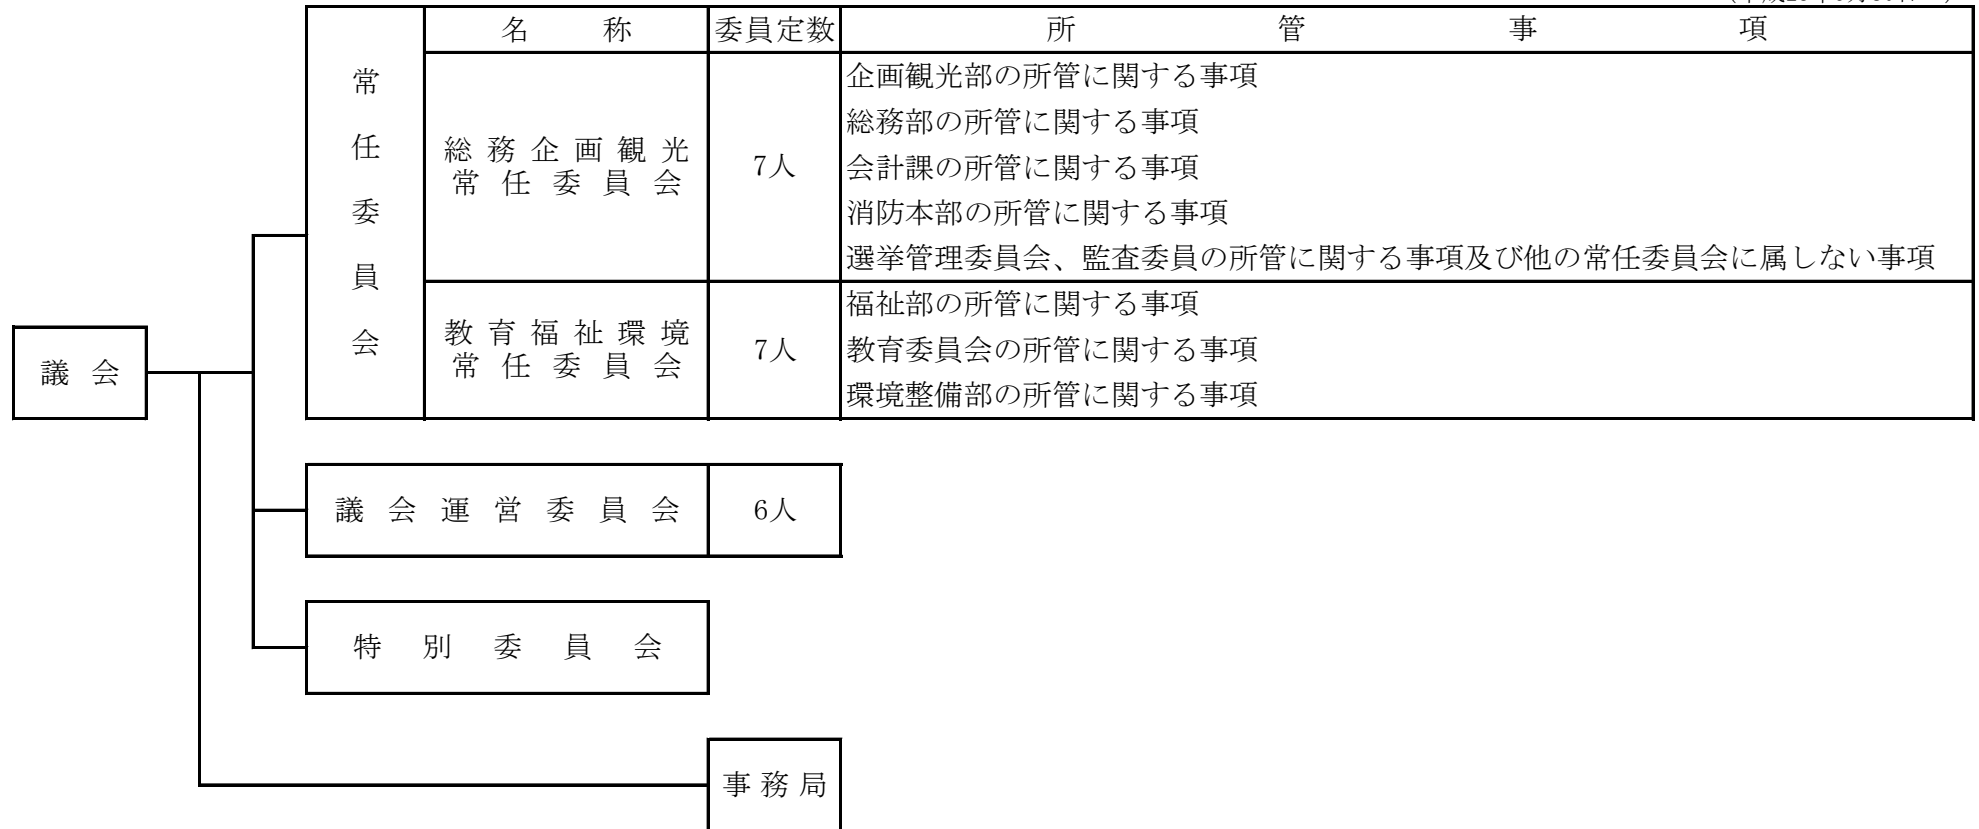 名称 委員定数 所管事項
常任委員会
総務企画観光
常任委員会
7人
企画観光部の所管に関する事項
総務部の所管に関する事項
会計課の所管に関する事項
消防本部の所管に関する事項
選挙管理委員会、監査委員の所管に関する事項及び他の常任委員会に属しない事項
教育福祉環境
常任委員会
7人
福祉部の所管に関する事項
教育委員会の所管に関する事項
環境整備部の所管に関する事項
議会
議会運営委員会 6人
特別委員会
事務局